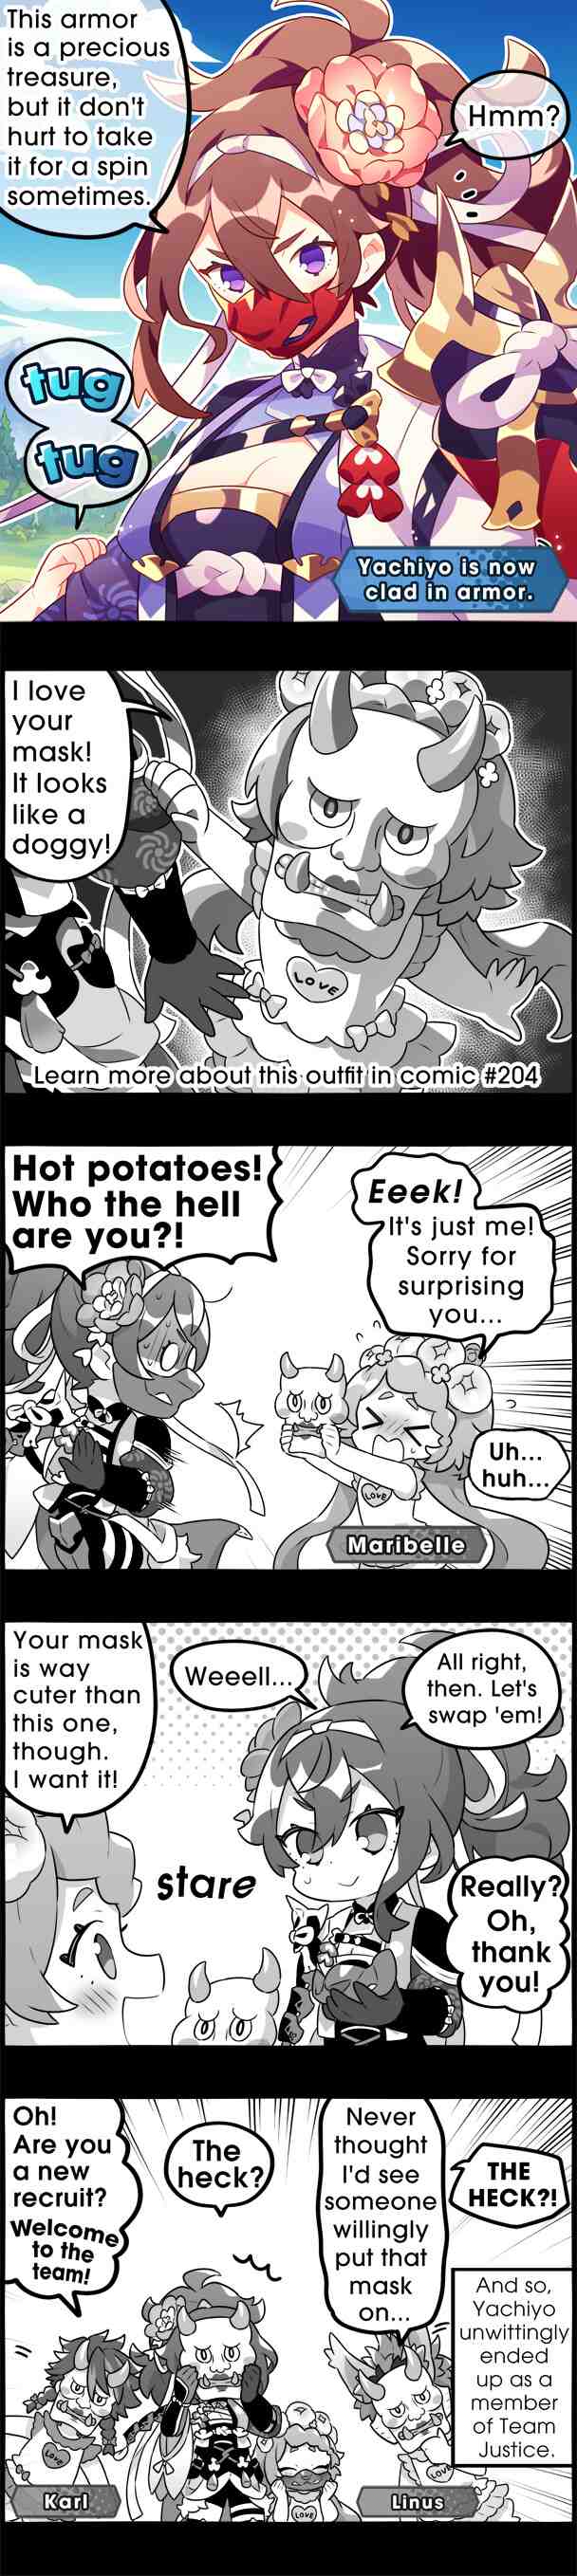 This armor
is a precious
treasure,
but it don't
hurt to take
it for a spin
sometimes.
Hmm?
tug
tug
Yachiyo is now
clad in armor.
I love
your
mask!
It looks
like a
doggy!
LOVE
Learn more about this outfit in comic #204
Hot potatoes!
Who the hell
are you?!
Eeek!
It's just me!
Sorry for
surprising
you...
Uh...
huh...
LOVE
Maribelle
Your mask
is way
cuter than
this one,
though.
I want it!
Weeell...
All right,
then. Let's
swap 'em!
stare
Really?
Oh,
thank
you!
Oh!
Are you
a new
recruit?
Welcome
to the
team!
The
heck?
Never
thought
I'd see
someone
willingly
put that
mask
on...
THE
HECK?!
And so,
Yachiyo
unwittingly
ended
up as a
member
of Team
Justice.
LOVE
LOVE
LOVE
Karl
Linus